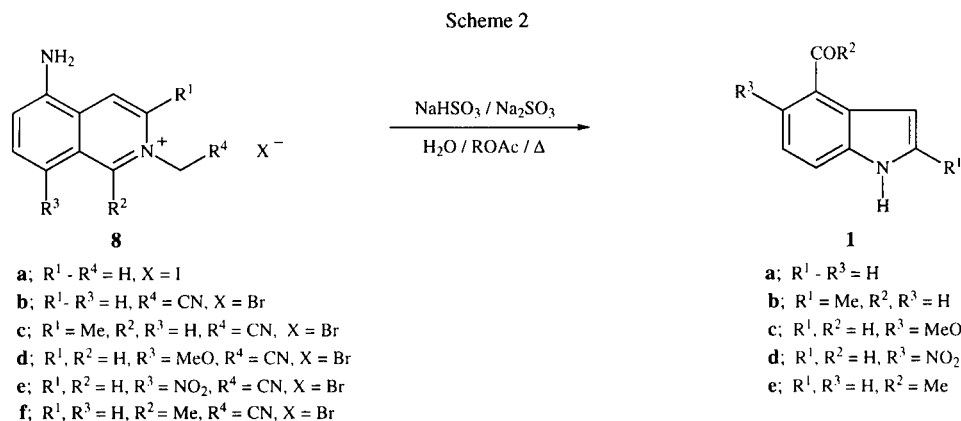 Scheme 2
NH₂
R¹
N⁺
R⁴
X⁻
R³
R²
8
NaHSO₃ / Na₂SO₃
H₂O / ROAc / Δ
COR²
R³
R¹
N
H
1
a; R¹ - R⁴ = H, X = I
b; R¹- R³ = H, R⁴ = CN, X = Br
c; R¹ = Me, R², R³ = H, R⁴ = CN, X = Br
d; R¹, R² = H, R³ = MeO, R⁴ = CN, X = Br
e; R¹, R² = H, R³ = NO₂, R⁴ = CN, X = Br
f; R¹, R³ = H, R² = Me, R⁴ = CN, X = Br
a; R¹ - R³ = H
b; R¹ = Me, R², R³ = H
c; R¹, R² = H, R³ = MeO
d; R¹, R² = H, R³ = NO₂
e; R¹, R³ = H, R² = Me